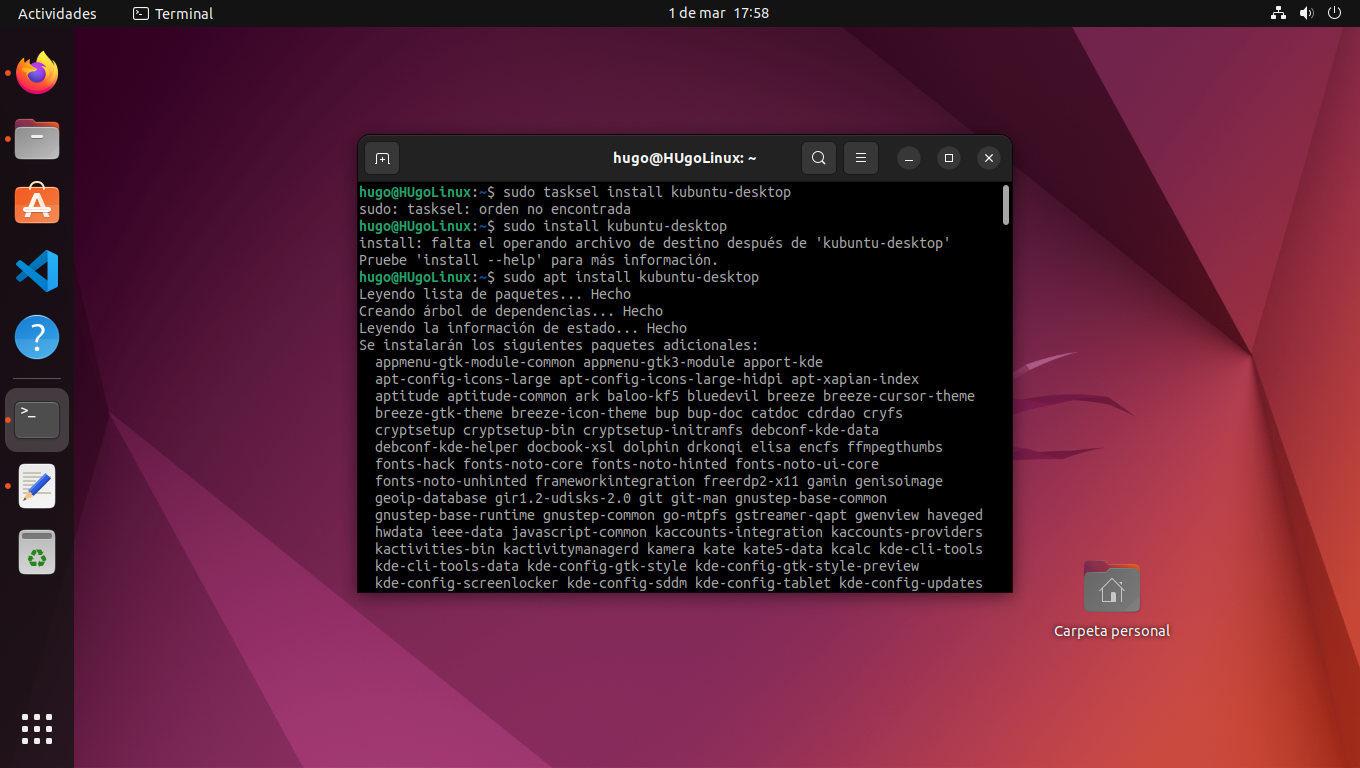 Actividades
Terminal
1 de mar 17:58
hugo@HUgoLinux: ~
hugo@HUgoLinux:~$ sudo tasksel install kubuntu-desktop
sudo: tasksel: orden no encontrada
hugo@HUgoLinux:~$ sudo install kubuntu-desktop
install: falta el operando archivo de destino después de 'kubuntu-desktop'
Pruebe 'install --help' para más información.
hugo@HUgoLinux:~$ sudo apt install kubuntu-desktop
Leyendo lista de paquetes... Hecho
Creando árbol de dependencias... Hecho
Leyendo la información de estado... Hecho
Se instalarán los siguientes paquetes adicionales:
appmenu-gtk-module-common appmenu-gtk3-module apport-kde
apt-config-icons-large apt-config-icons-large-hidpi apt-xapian-index
aptitude aptitude-common ark baloo-kf5 bluedevil breeze breeze-cursor-theme
breeze-gtk-theme breeze-icon-theme bup bup-doc catdoc cdrdao cryfs
cryptsetup cryptsetup-bin cryptsetup-initramfs debconf-kde-data
debconf-kde-helper docbook-xsl dolphin drkonqi elisa encfs ffmpegthumbs
fonts-hack fonts-noto-core fonts-noto-hinted fonts-noto-ui-core
fonts-noto-unhinted frameworkintegration freerdp2-x11 gamin genisoimage
geoip-database gir1.2-udisks-2.0 git git-man gnustep-base-common
gnustep-base-runtime gnustep-common go-mtpfs gstreamer-qapt gwenview haveged
hwdata ieee-data javascript-common kaccounts-integration kaccounts-providers
kactivities-bin kactivitymanagerd kamera kate kate5-data kcalc kde-cli-tools
kde-cli-tools-data kde-config-gtk-style kde-config-gtk-style-preview
kde-config-screenlocker kde-config-sddm kde-config-tablet kde-config-updates
Carpeta personal